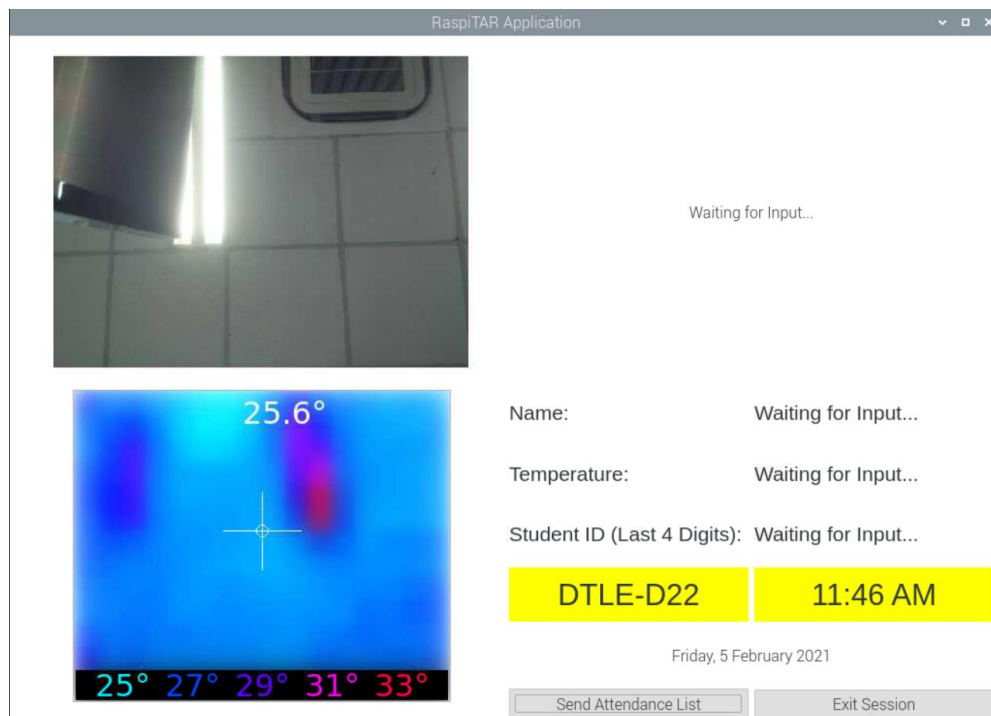 RaspiTAR Application
Waiting for Input...
25.6°
25° 27° 29° 31° 33°
Name: Waiting for Input...
Temperature: Waiting for Input...
Student ID (Last 4 Digits): Waiting for Input...
DTLE-D22 11:46 AM
Friday, 5 February 2021
Send Attendance List Exit Session